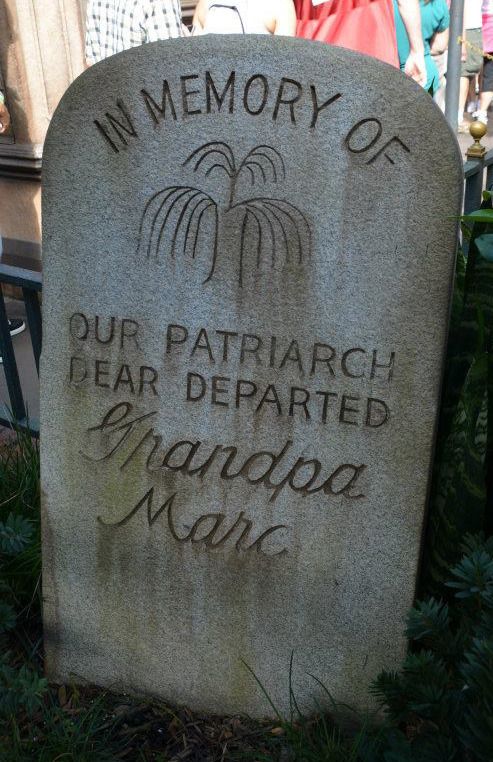 IN MEMORY OF
OUR PATRIARCH
DEAR DEPARTED
Grandpa
Marc